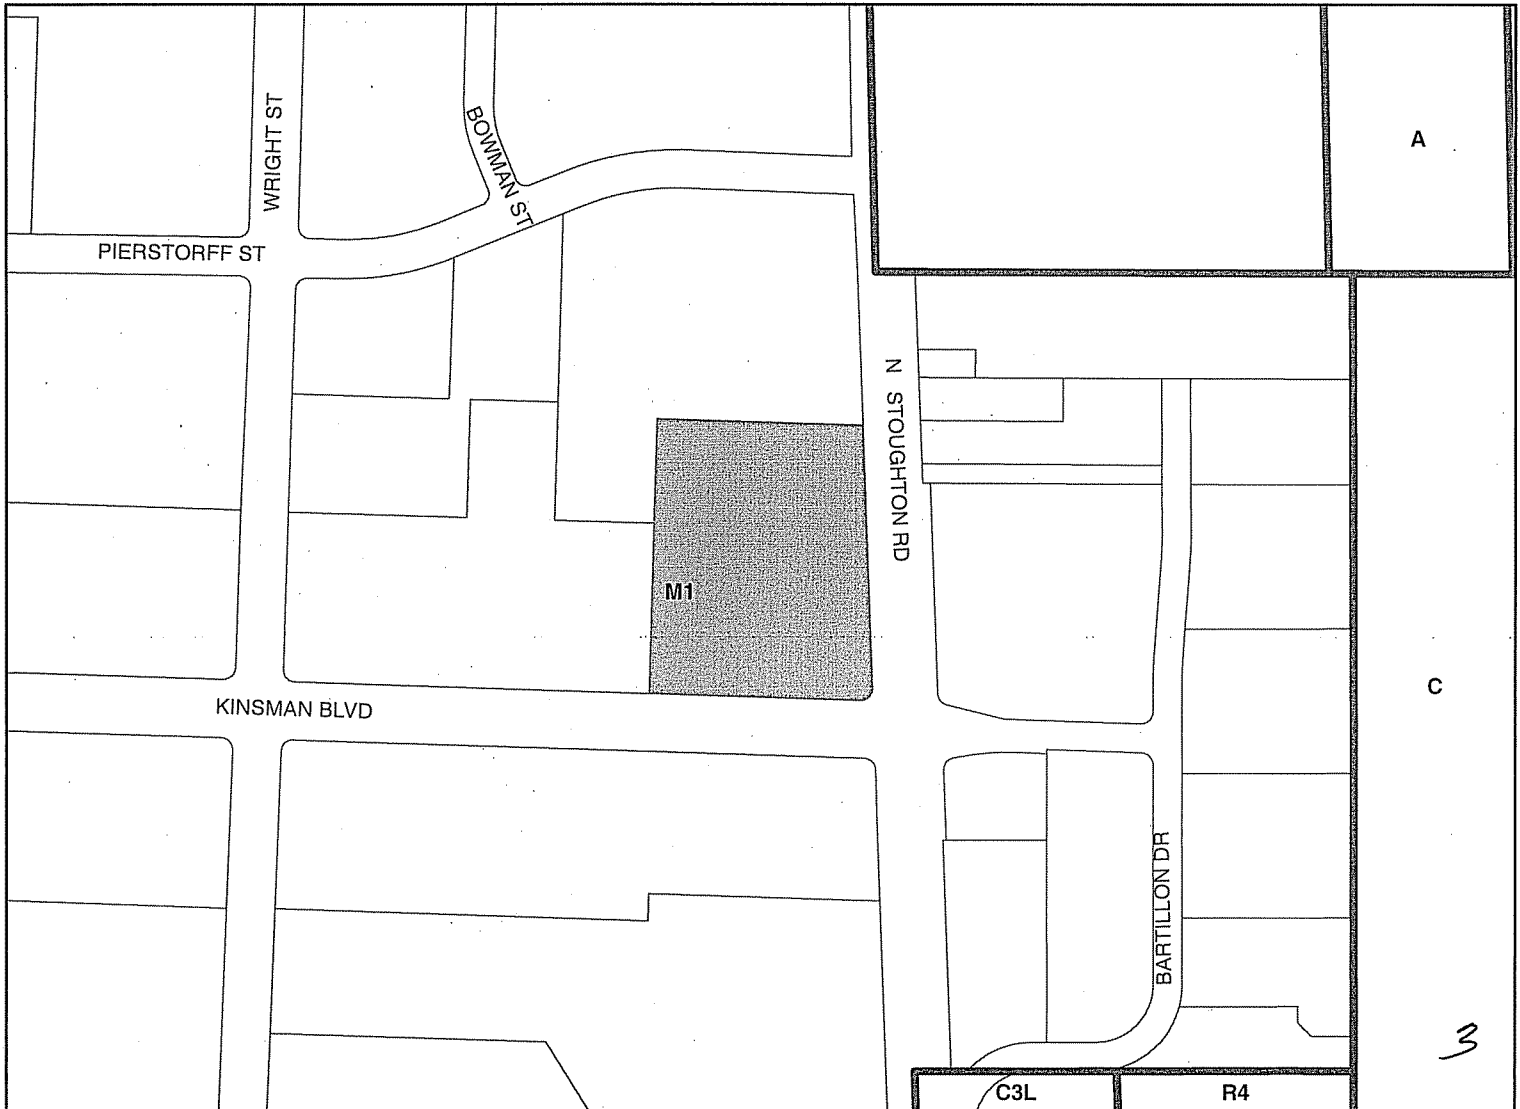 WRIGHT ST
BOWMAN ST
A
PIERSTORFF ST
N STOUGHTON RD
M1
C
KINSMAN BLVD
BARTILLON DR
3
C3L
R4